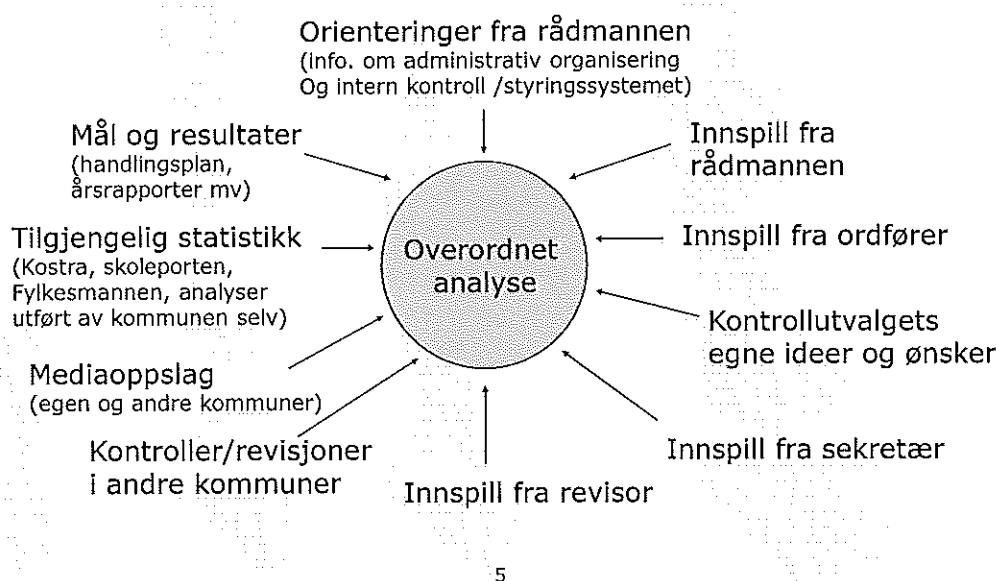 Orienteringer fra rådmannen
(info. om administrativ organisering
Og intern kontroll /styringssystemet)
Mål og resultater
(handlingsplan,
årsrapporter mv)
Innspill fra
rådmannen
Tilgjengelig statistikk
(Kostra, skoleporten,
Fylkesmannen, analyser
utført av kommunen selv)
Overordnet
analyse
Innspill fra ordfører
Kontrollutvalgets
egne ideer og ønsker
Mediaoppslag
(egen og andre kommuner)
Kontroller/revisjoner
i andre kommuner
Innspill fra revisor
Innspill fra sekretær
5